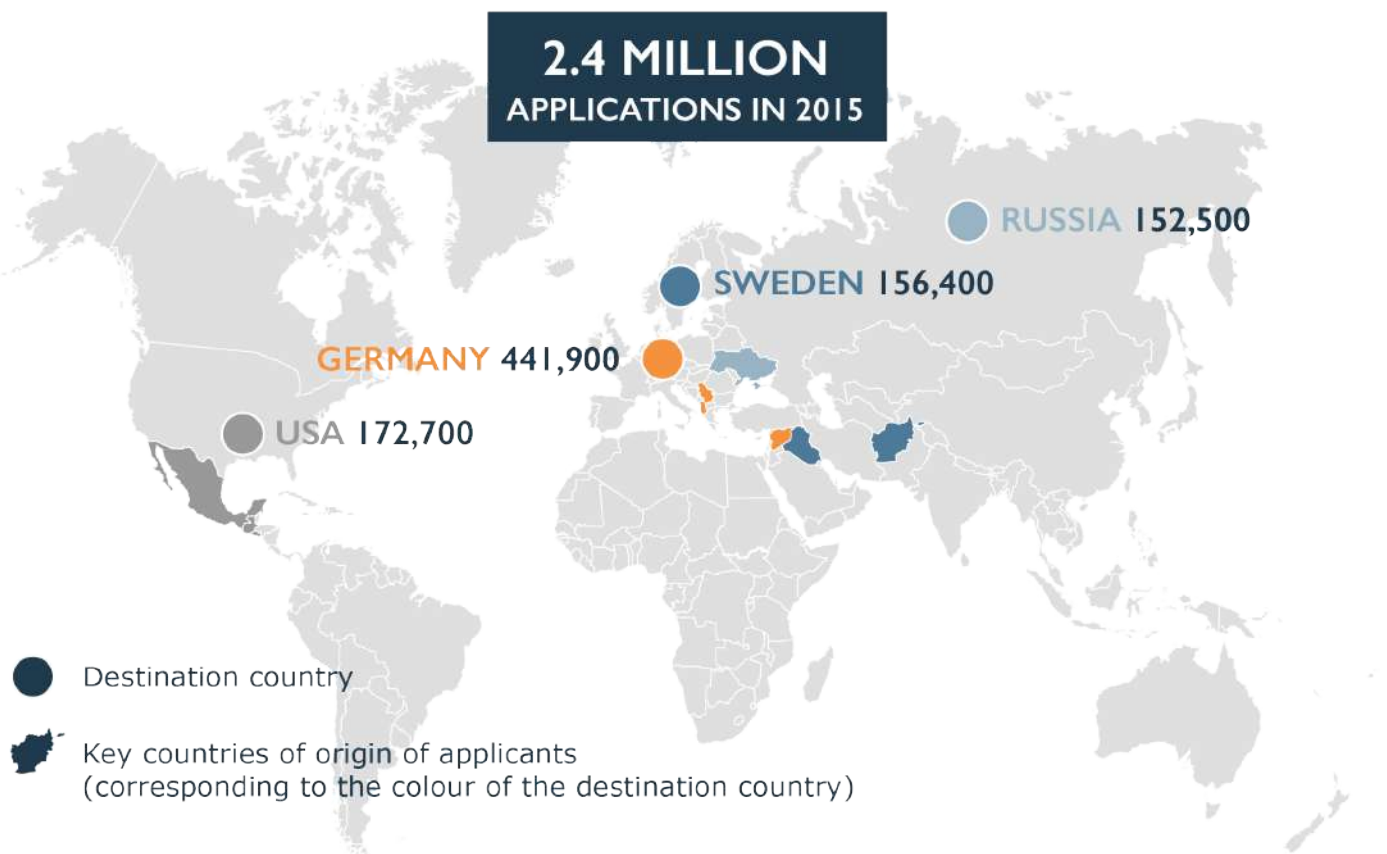 2.4 MILLION
APPLICATIONS IN 2015
RUSSIA 152,500
SWEDEN 156,400
GERMANY 441,900
USA 172,700
Destination country
Key countries of origin of applicants
(corresponding to the colour of the destination country)